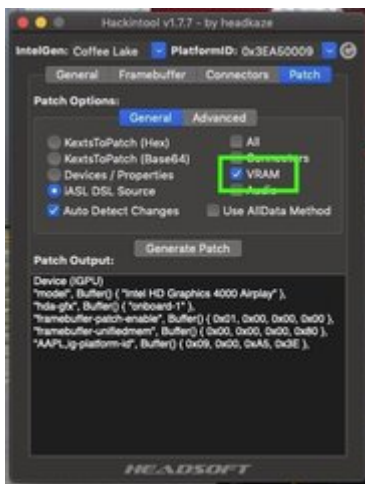 Hackintool v1.7.7 - by headkaze
IntelGen: Coffee Lake PlatformID: 0x3EA50009
General Framebuffer Connectors Patch
Patch Options:
General Advanced
KextsToPatch (Hex) All
KextsToPatch (Base64) Connectors
Devices / Properties VRAM
iASL DSL Source Audio
Auto Detect Changes Use AllData Method
Generate Patch
Patch Output:
Device (IGPU)
"model", Buffer() { "Intel HD Graphics 4000 Airplay" },
"hda-gfx", Buffer() { "onboard-1" },
"framebuffer-patch-enable", Buffer() { 0x01, 0x00, 0x00, 0x00 },
"framebuffer-unifiedmem", Buffer() { 0x00, 0x00, 0x00, 0x80 },
"AAPL,ig-platform-id", Buffer() { 0x09, 0x00, 0xA5, 0x3E },
HEADSOFT